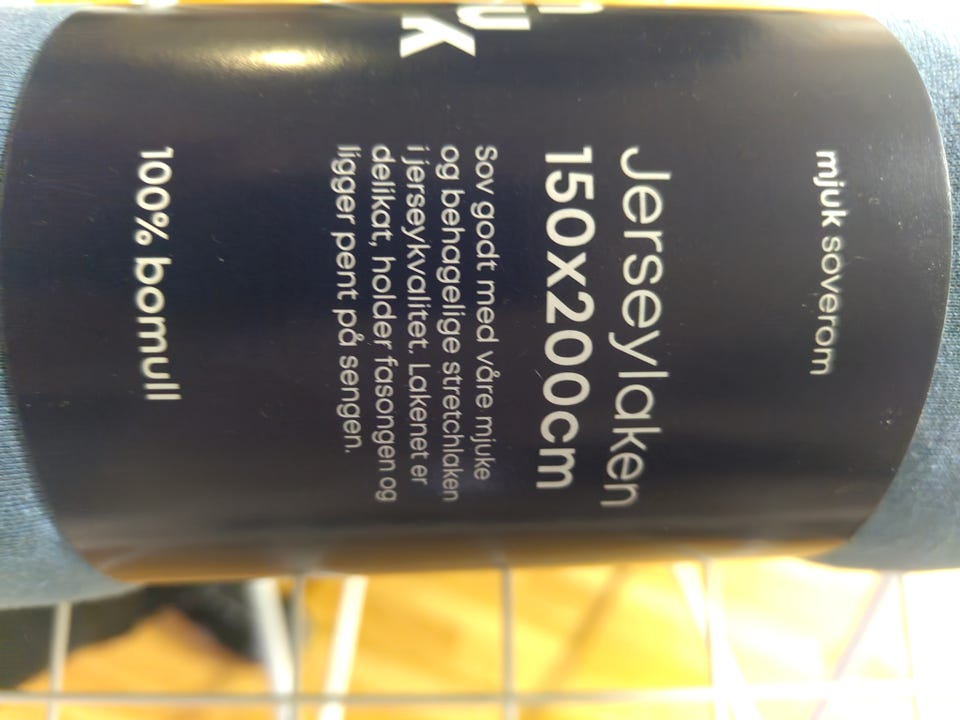 mjuk soverom
Jerseylaken
150x200cm
Sov godt med våre mjuke
og behagelige stretchlaken
i jerseykvalitet. Lakenet er
delikat, holder fasongen og
ligger pent på sengen.
100% bomull